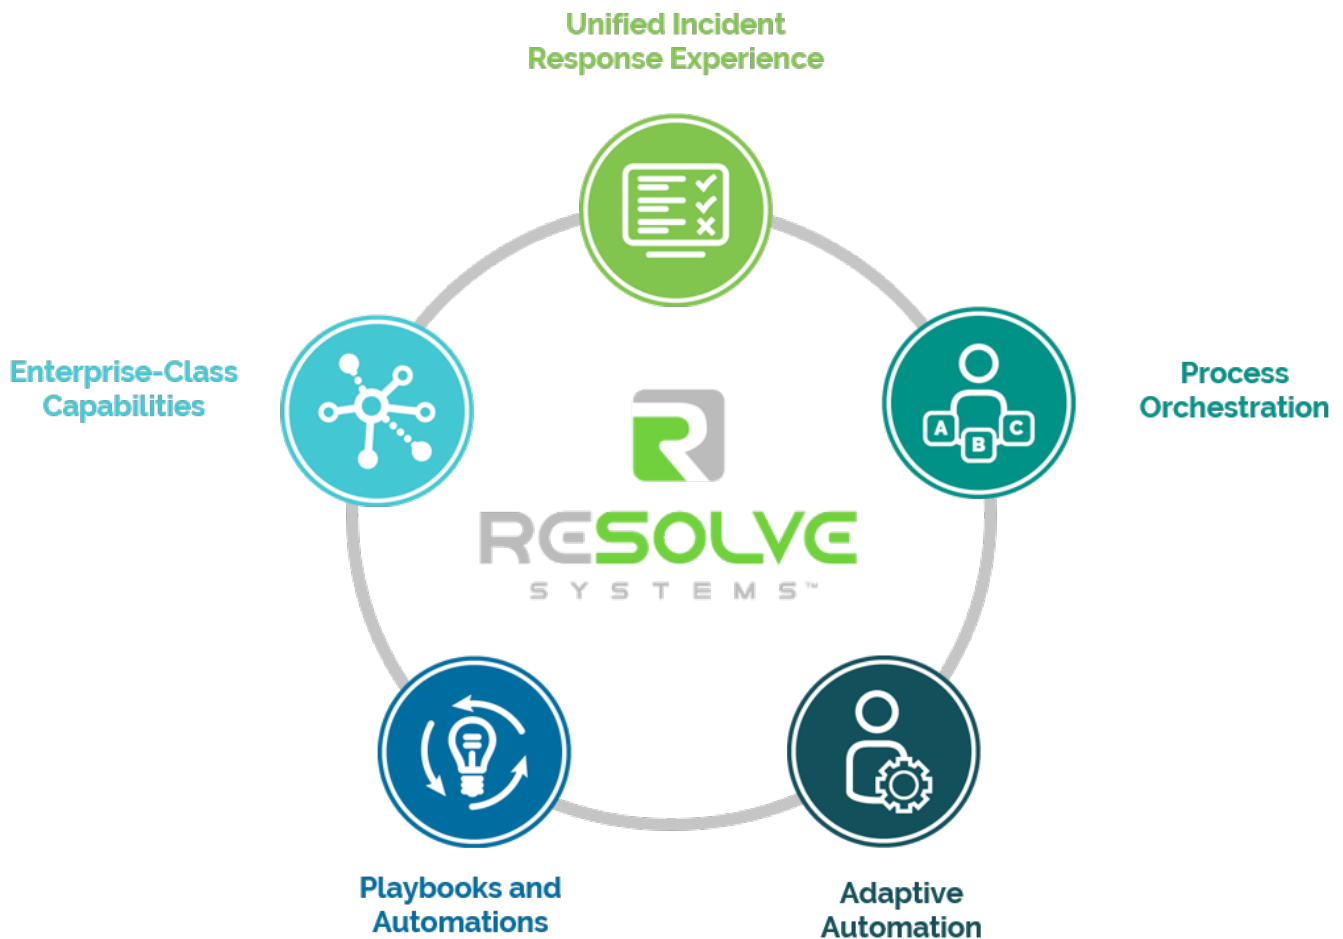 Unified Incident
Response Experience
Enterprise-Class
Capabilities
Process
Orchestration
A
B
C
R
RESOLVE
SYSTEMS™
Playbooks and
Automations
Adaptive
Automation